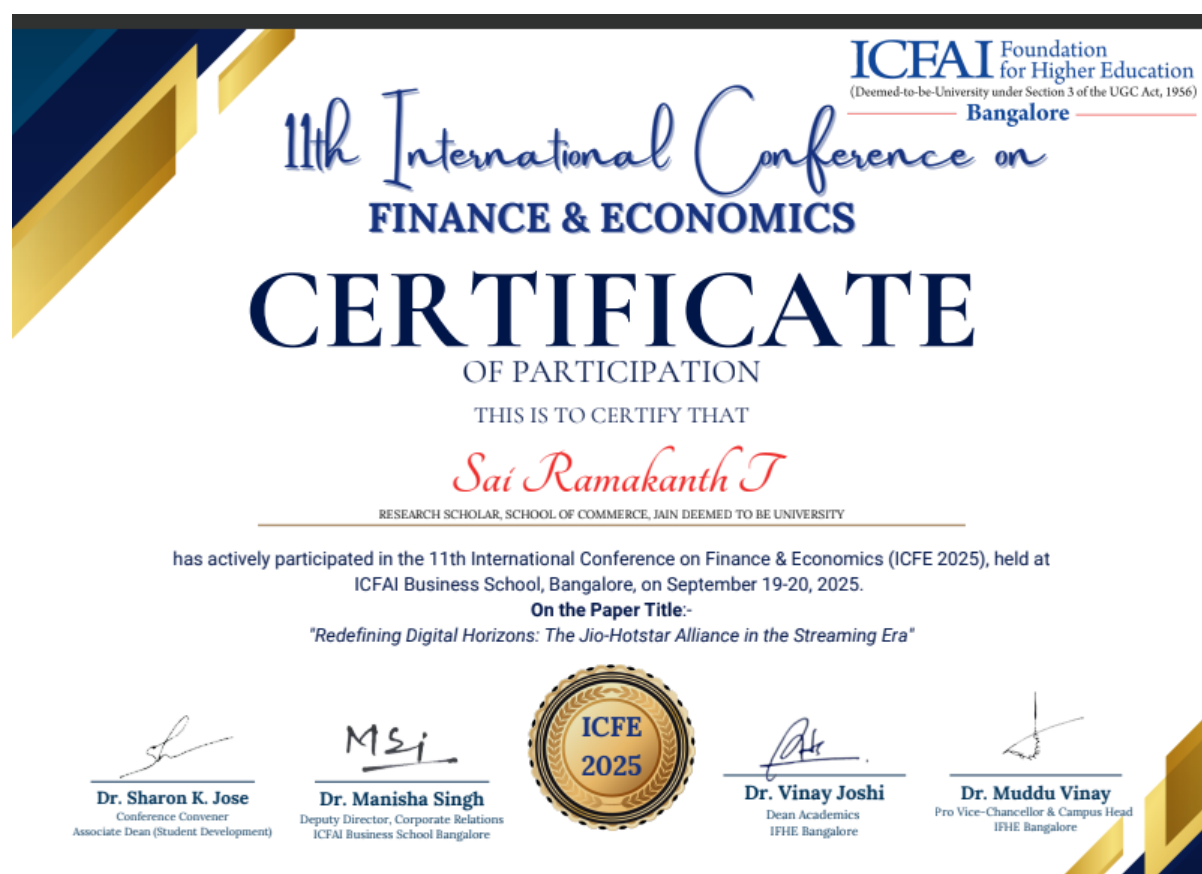 ICFAI Foundation
for Higher Education
(Deemed-to-be-University under Section 3 of the UGC Act, 1956)
Bangalore
11th International Conference on
FINANCE & ECONOMICS
CERTIFICATE
OF PARTICIPATION
THIS IS TO CERTIFY THAT
Sai Ramakanth T
RESEARCH SCHOLAR, SCHOOL OF COMMERCE, JAIN DEEMED TO BE UNIVERSITY
has actively participated in the 11th International Conference on Finance & Economics (ICFE 2025), held at
ICFAI Business School, Bangalore, on September 19-20, 2025.
On the Paper Title:-
"Redefining Digital Horizons: The Jio-Hotstar Alliance in the Streaming Era"
ICFE
2025
Dr. Sharon K. Jose
Conference Convener
Associate Dean (Student Development)
Dr. Manisha Singh
Deputy Director, Corporate Relations
ICFAI Business School Bangalore
Dr. Vinay Joshi
Dean Academics
IFHE Bangalore
Dr. Muddu Vinay
Pro Vice-Chancellor & Campus Head
IFHE Bangalore